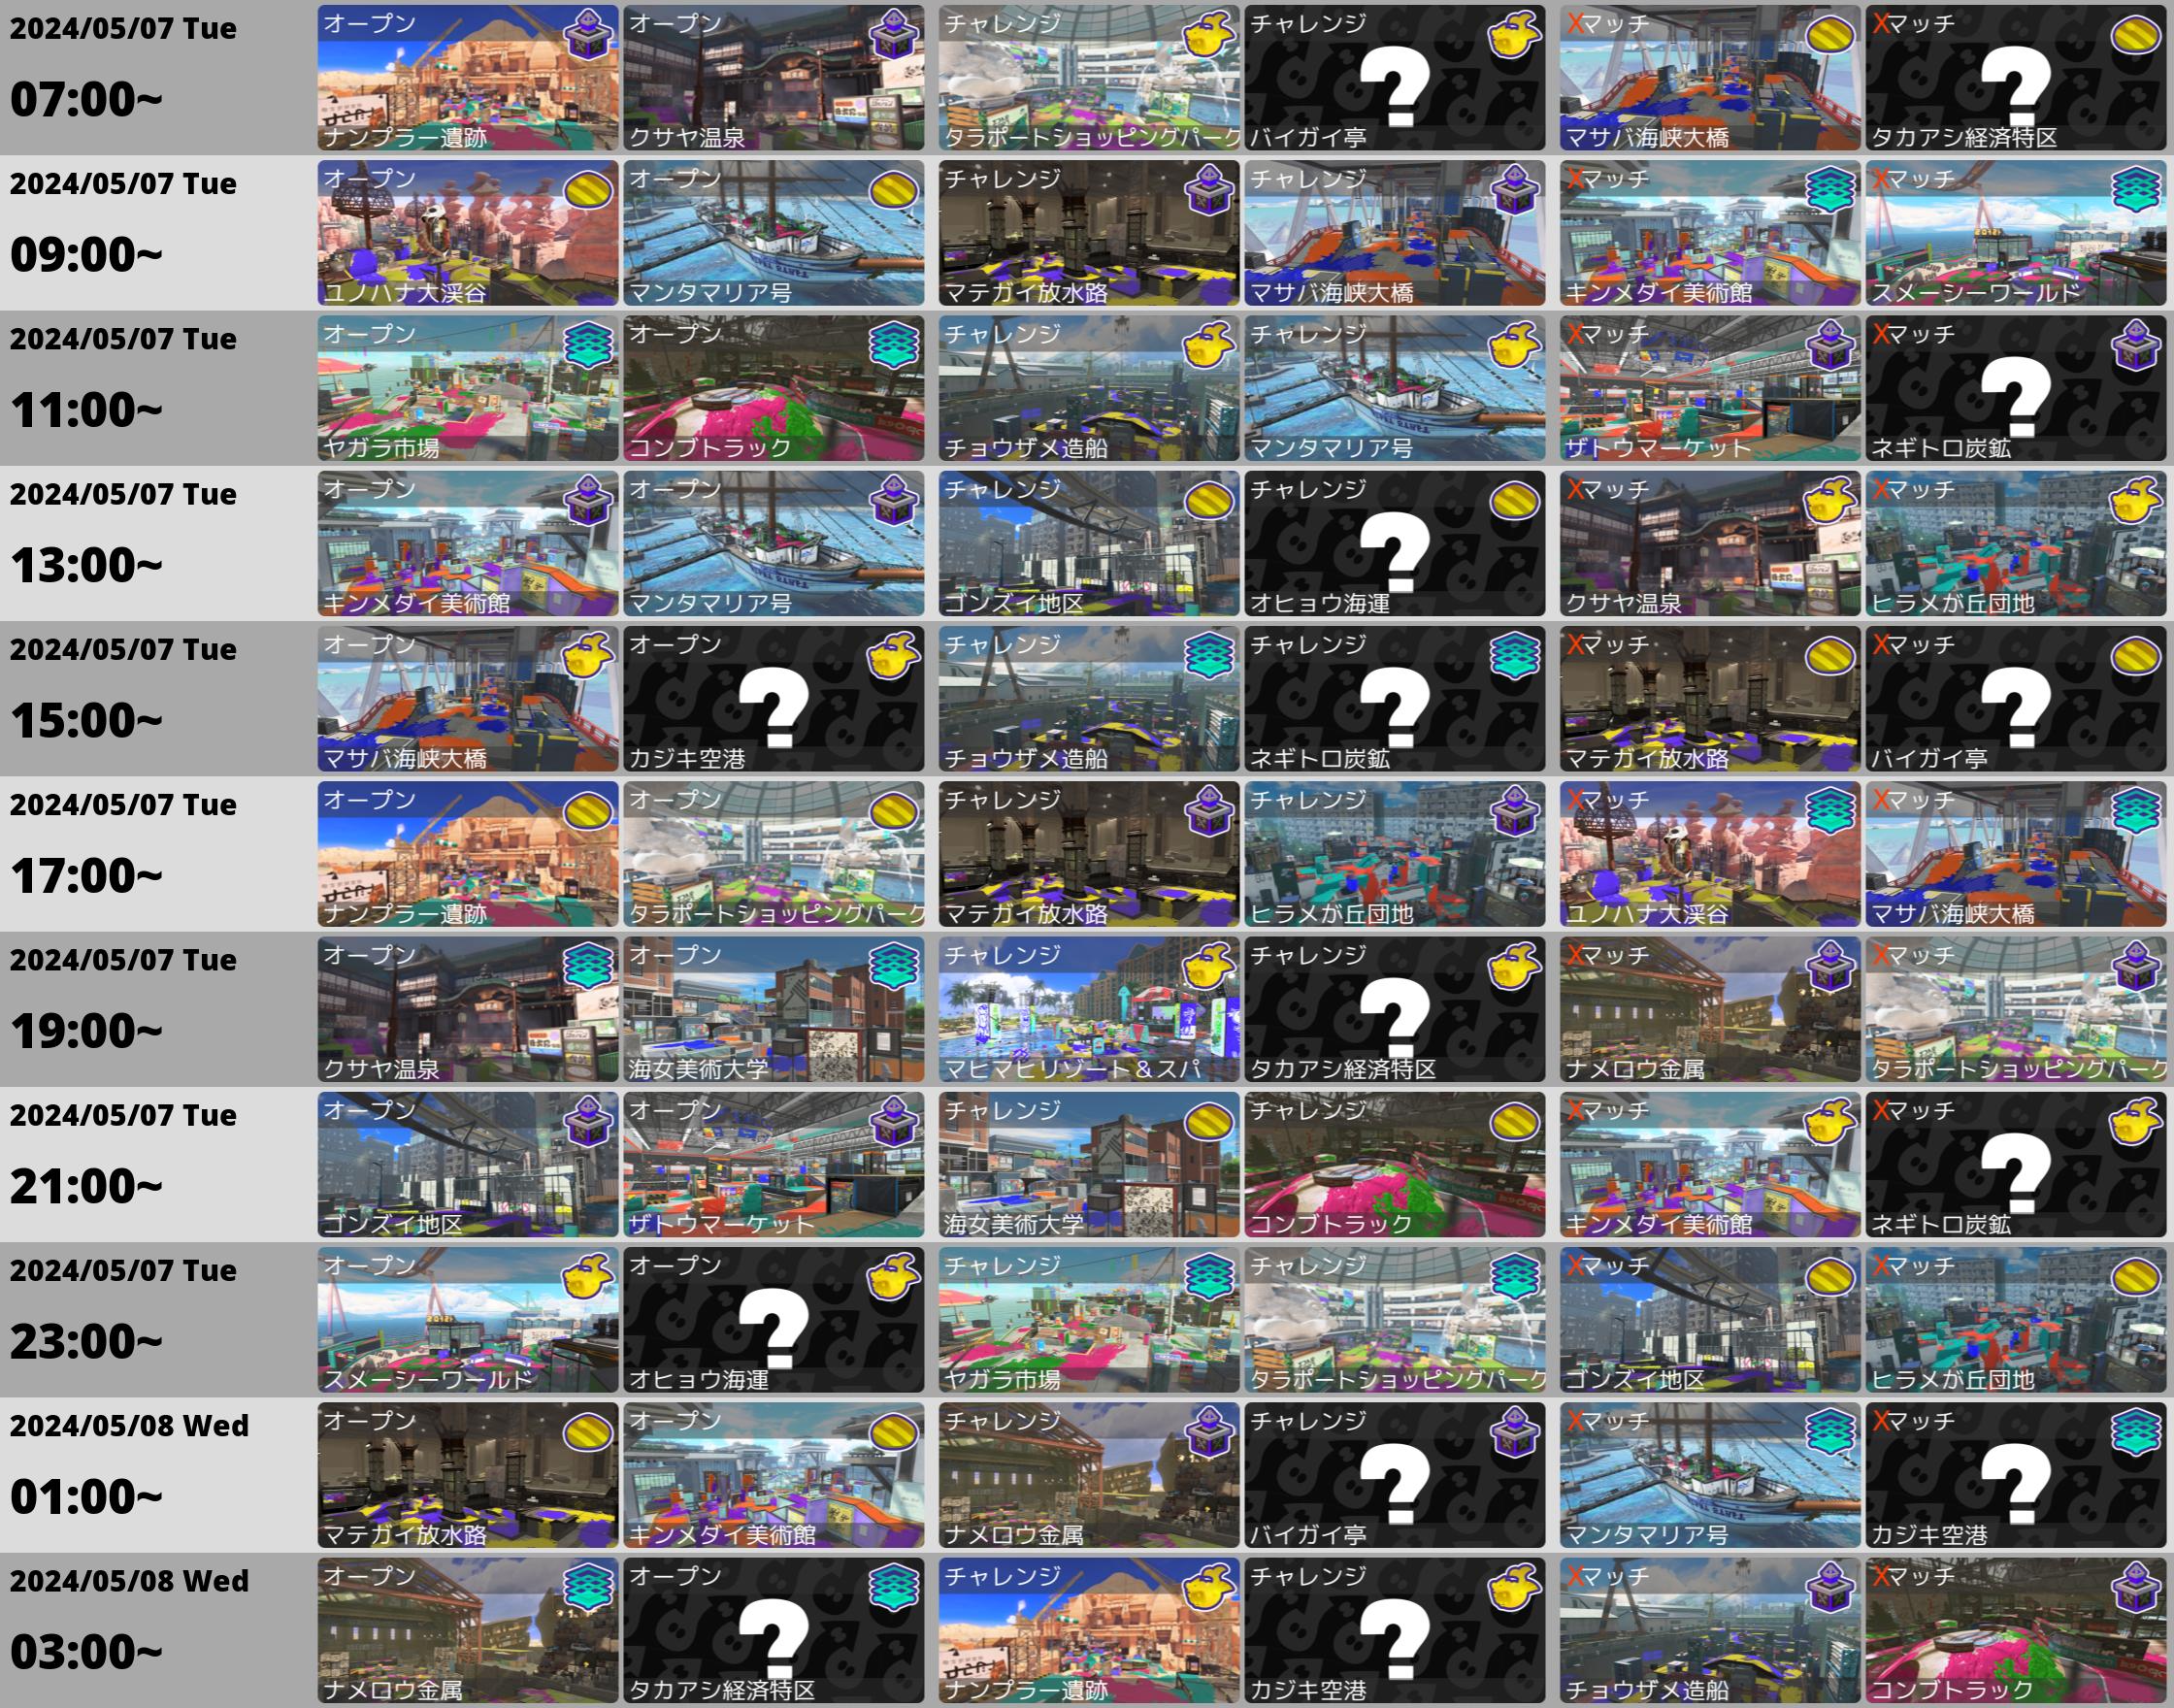 2024/05/07 Tue
07:00~
オープン
ナンプラー遺跡
オープン
クサヤ温泉
チャレンジ
タラポートショッピングパーク
チャレンジ
バイガイ亭
Xマッチ
マサバ海峡大橋
Xマッチ
タカアシ経済特区
2024/05/07 Tue
09:00~
オープン
ユノハナ大渓谷
オープン
マンタマリア号
チャレンジ
マテガイ放水路
チャレンジ
マサバ海峡大橋
Xマッチ
キンメダイ美術館
Xマッチ
スメーシーワールド
2024/05/07 Tue
11:00~
オープン
ヤガラ市場
オープン
コンブトラック
チャレンジ
チョウザメ造船
チャレンジ
マンタマリア号
Xマッチ
ザトウマーケット
Xマッチ
ネギトロ炭鉱
2024/05/07 Tue
13:00~
オープン
キンメダイ美術館
オープン
マンタマリア号
チャレンジ
ゴンズイ地区
チャレンジ
オヒョウ海運
Xマッチ
クサヤ温泉
Xマッチ
ヒラメが丘団地
2024/05/07 Tue
15:00~
オープン
マサバ海峡大橋
オープン
カジキ空港
チャレンジ
チョウザメ造船
チャレンジ
ネギトロ炭鉱
Xマッチ
マテガイ放水路
Xマッチ
バイガイ亭
2024/05/07 Tue
17:00~
オープン
ナンプラー遺跡
オープン
タラポートショッピングパーク
チャレンジ
マテガイ放水路
チャレンジ
ヒラメが丘団地
Xマッチ
ユノハナ大渓谷
Xマッチ
マサバ海峡大橋
2024/05/07 Tue
19:00~
オープン
クサヤ温泉
オープン
海女美術大学
チャレンジ
マヒマヒリゾート＆スパ
チャレンジ
タカアシ経済特区
Xマッチ
ナメロウ金属
Xマッチ
タラポートショッピングパーク
2024/05/07 Tue
21:00~
オープン
ゴンズイ地区
オープン
ザトウマーケット
チャレンジ
海女美術大学
チャレンジ
コンブトラック
Xマッチ
キンメダイ美術館
Xマッチ
ネギトロ炭鉱
2024/05/07 Tue
23:00~
オープン
スメーシーワールド
オープン
オヒョウ海運
チャレンジ
ヤガラ市場
チャレンジ
タラポートショッピングパーク
Xマッチ
ゴンズイ地区
Xマッチ
ヒラメが丘団地
2024/05/08 Wed
01:00~
オープン
マテガイ放水路
オープン
キンメダイ美術館
チャレンジ
ナメロウ金属
チャレンジ
バイガイ亭
Xマッチ
マンタマリア号
Xマッチ
カジキ空港
2024/05/08 Wed
03:00~
オープン
ナメロウ金属
オープン
タカアシ経済特区
チャレンジ
ナンプラー遺跡
チャレンジ
カジキ空港
Xマッチ
チョウザメ造船
Xマッチ
コンブトラック